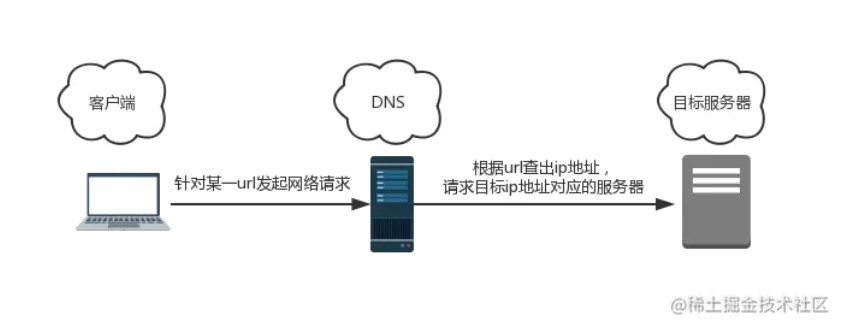 客户端
DNS
目标服务器
针对某一url发起网络请求
根据url查出ip地址，
请求目标ip地址对应的服务器
@稀土掘金技术社区